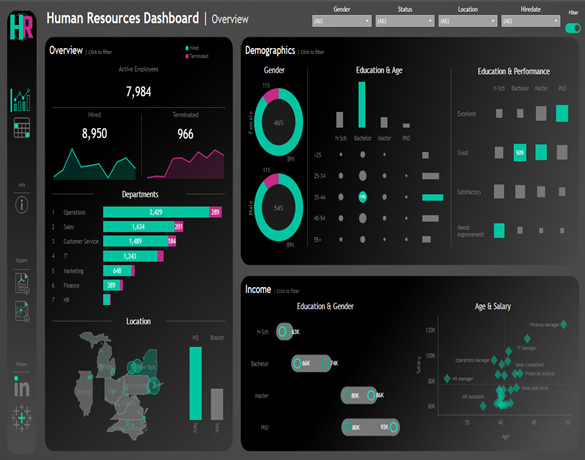 HR
Human Resources Dashboard | Overview
Gender
Status
Location
Hiredate
(All)
(All)
(All)
(All)
Filter
Overview | Click to filter
Hired
Terminated
Active Employees
7,984
Hired
Terminated
8,950
966
Departments
1 Operations 2,429 289
2 Sales 1,634 201
3 Customer Service 1,489 184
4 IT 1,243
5 Marketing 648
6 Finance 389
7 HR
Location
HQ
Branch
Info
Export
Follow
in
Demographics | Click to filter
Gender
Female
11%
46%
89%
Male
11%
54%
89%
Education & Age
H-Sch
Bachelor
Master
PhD
<25
25-34
35-44
45-54
55+
Education & Performance
H-Sch
Bachelor
Master
PhD
Excellent
Good
50%
Satisfactory
Needs
Improvement
Income | Click to filter
Education & Gender
H-Sch 63K
Bachelor 66K 74K
Master 80K 86K
PhD 80K 93K
Age & Salary
Salary
120K
100K
80K
60K
Finance manager
IT manager
Operations manager
Sales Consultant
Financial Analyst
HR manager
Sales Specialist
HR Assistant
35
40
45
50
Age